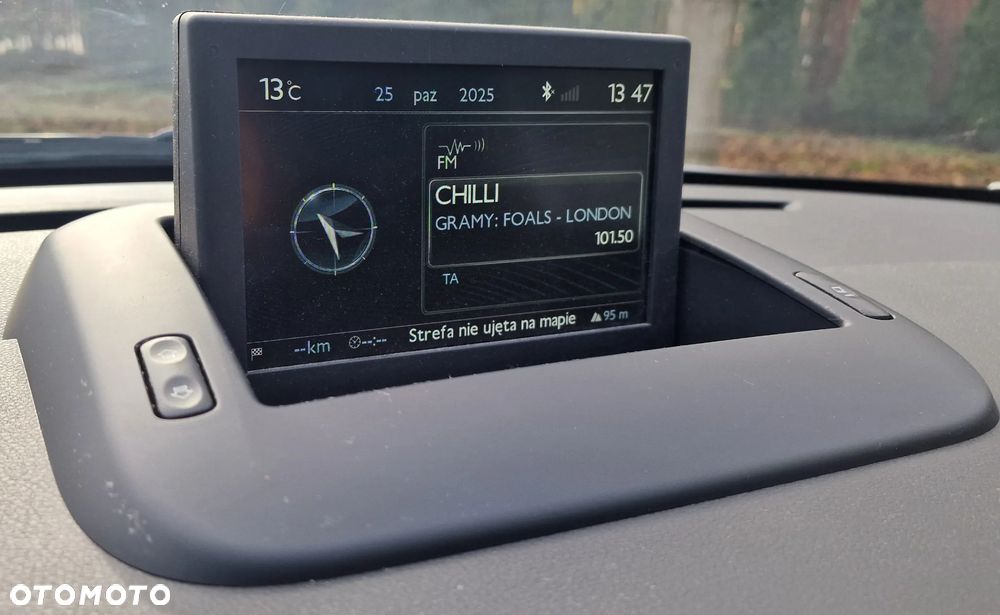 13°C 25 paź 2025 13 47
FM
CHILLI
GRAMY: FOALS - LONDON
101.50
TA
Strefa nie ujęta na mapie 95 m
--km --:--
OTOMOTO